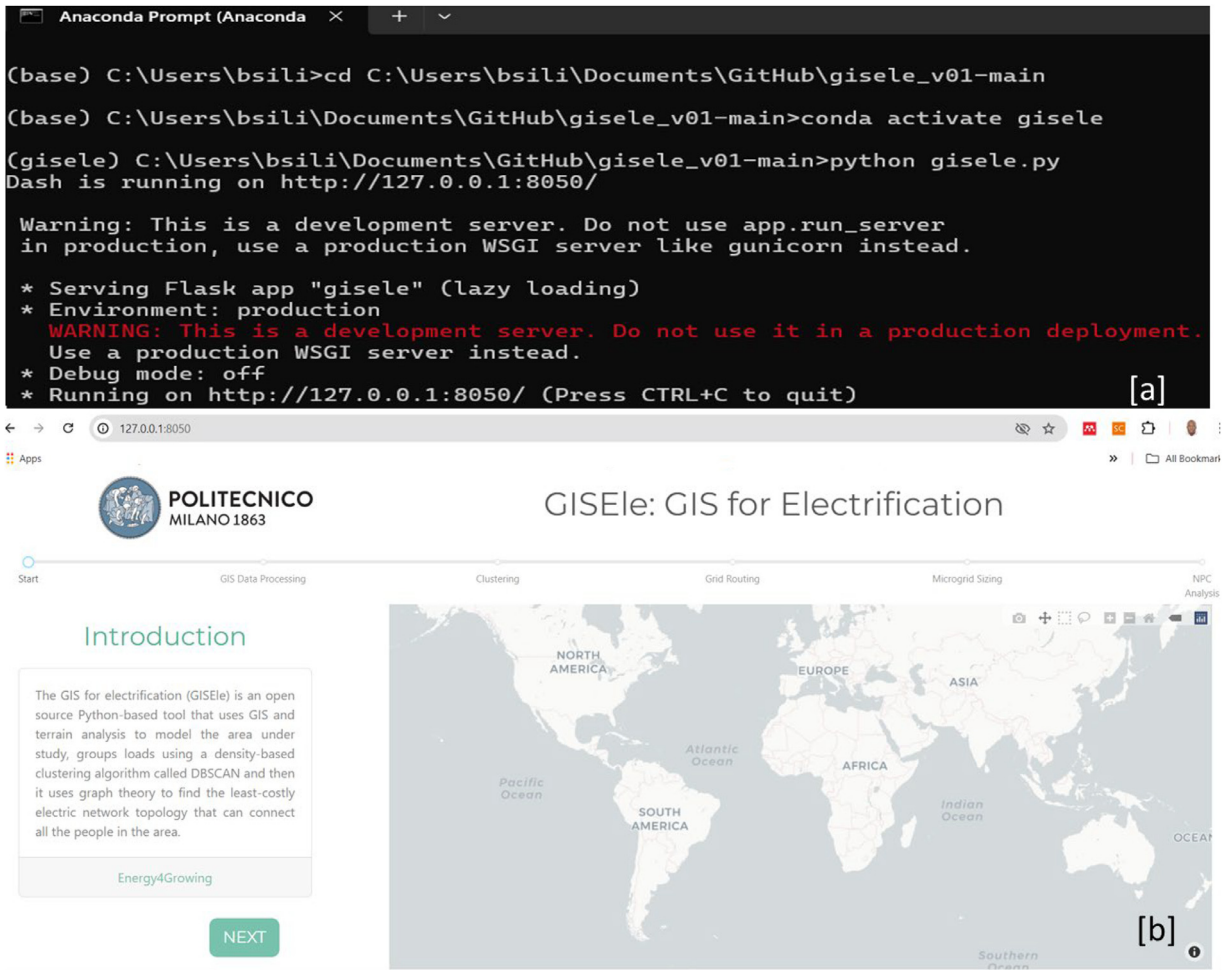 Anaconda Prompt (Anaconda
(base) C:\Users\bsili>cd C:\Users\bsili\Documents\GitHub\gisele_v01-main
(base) C:\Users\bsili\Documents\GitHub\gisele_v01-main>conda activate gisele
(gisele) C:\Users\bsili\Documents\GitHub\gisele_v01-main>python gisele.py
Dash is running on http://127.0.0.1:8050/
Warning: This is a development server. Do not use app.run_server
in production, use a production WSGI server like gunicorn instead.
* Serving Flask app "gisele" (lazy loading)
* Environment: production
WARNING: This is a development server. Do not use it in a production deployment.
Use a production WSGI server instead.
* Debug mode: off
* Running on http://127.0.0.1:8050/ (Press CTRL+C to quit)
[a]
127.0.0.1:8050
SC
Apps
»
All Bookmark
POLITECNICO
MILANO 1863
GISEle: GIS for Electrification
Start
GIS Data Processing
Clustering
Grid Routing
Microgrid Sizing
NPC
Analysis
Introduction
The GIS for electrification (GISEle) is an open
source Python-based tool that uses GIS and
terrain analysis to model the area under
study, groups loads using a density-based
clustering algorithm called DBSCAN and then
it uses graph theory to find the least-costly
electric network topology that can connect
all the people in the area.
Energy4Growing
NEXT
NORTH
AMERICA
EUROPE
ASIA
Atlantic
Ocean
AFRICA
Pacific
Ocean
SOUTH
AMERICA
Indian
Ocean
OCEAN
Southern
Ocean
[b]